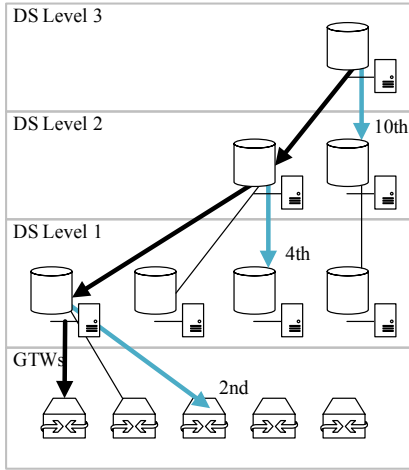 DS Level 3
DS Level 2
10th
DS Level 1
4th
GTWs
2nd